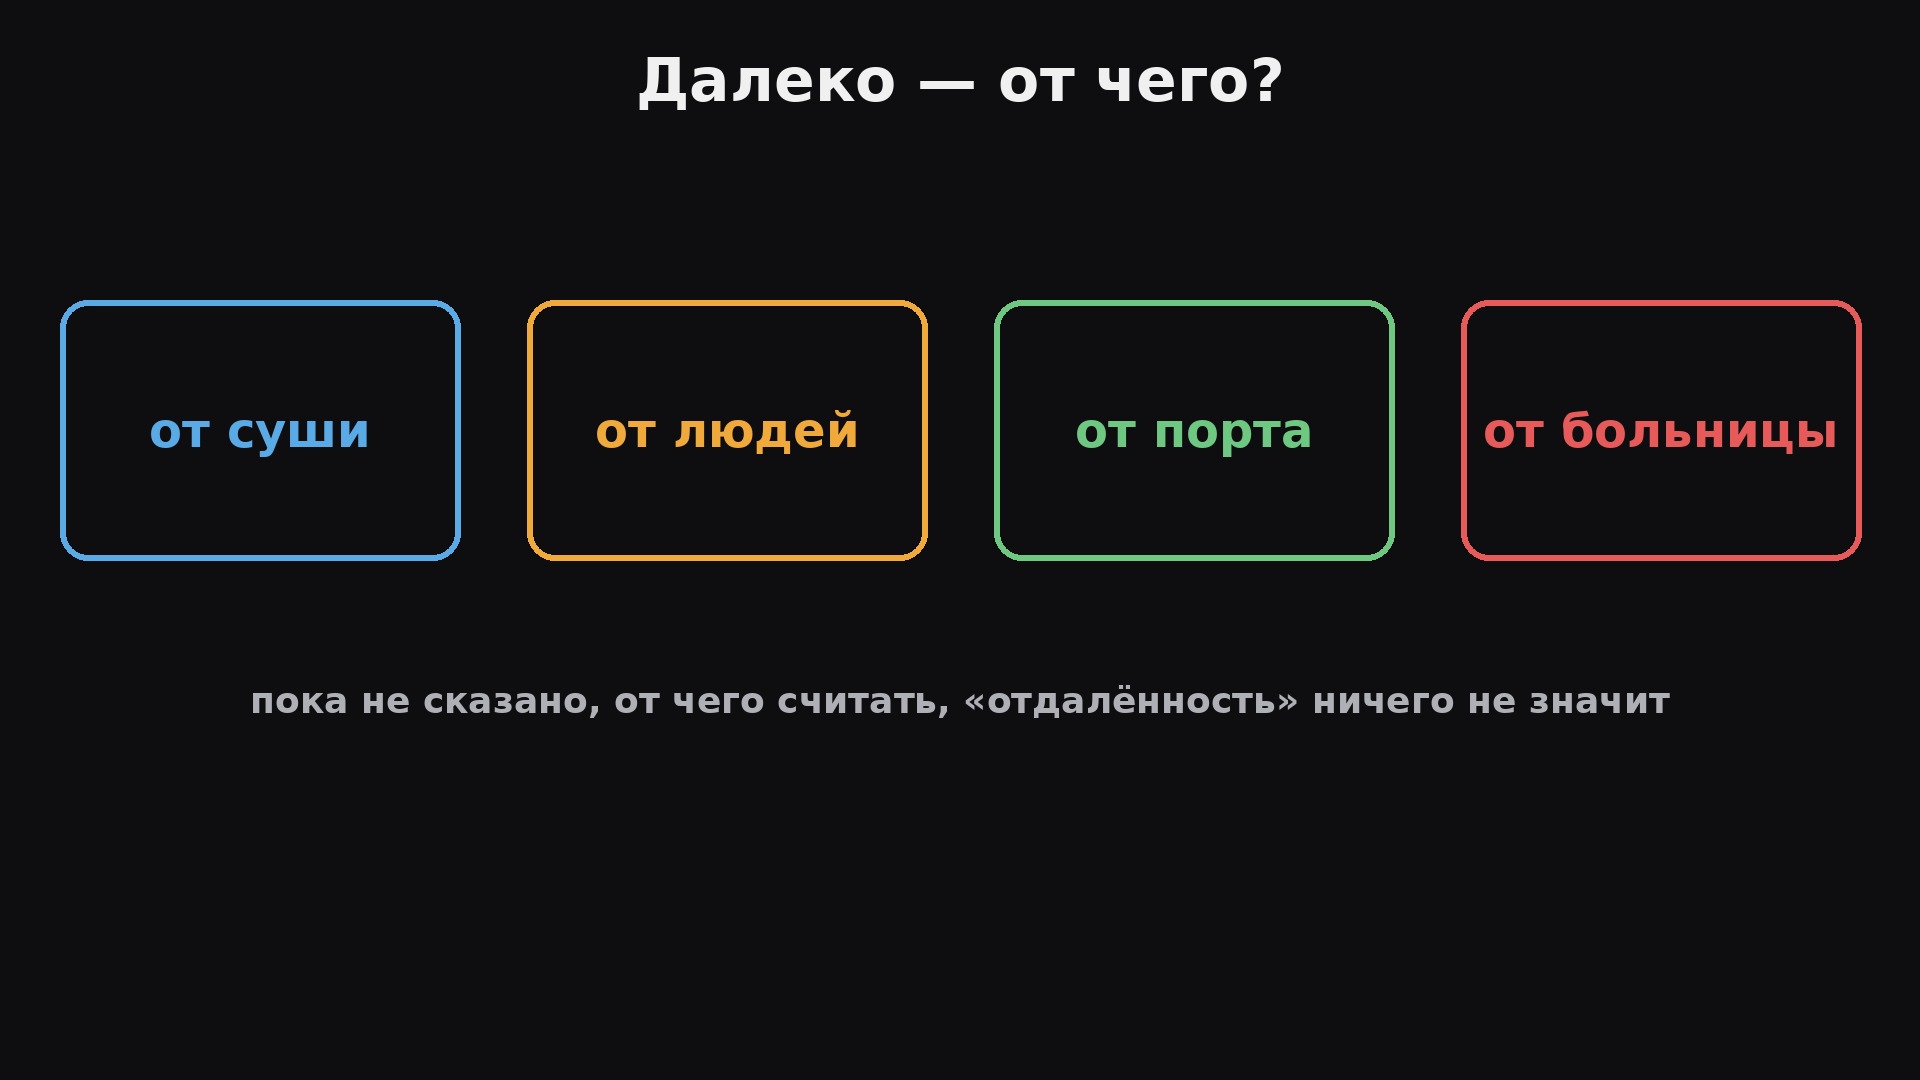 Далеко — от чего?
от суши
от людей
от порта
от больницы
пока не сказано, от чего считать, «отдалённость» ничего не значит